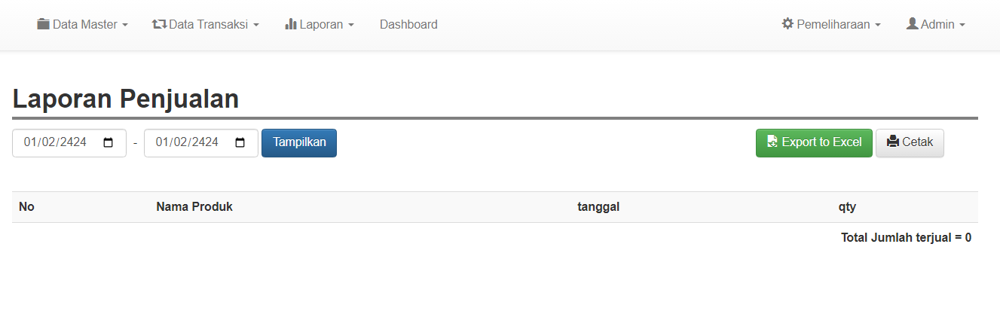 Data Master Data Transaksi Laporan Dashboard Pemeliharaan Admin
Laporan Penjualan
01/02/2424 - 01/02/2424 Tampilkan Export to Excel Cetak
No Nama Produk tanggal qty
Total Jumlah terjual = 0